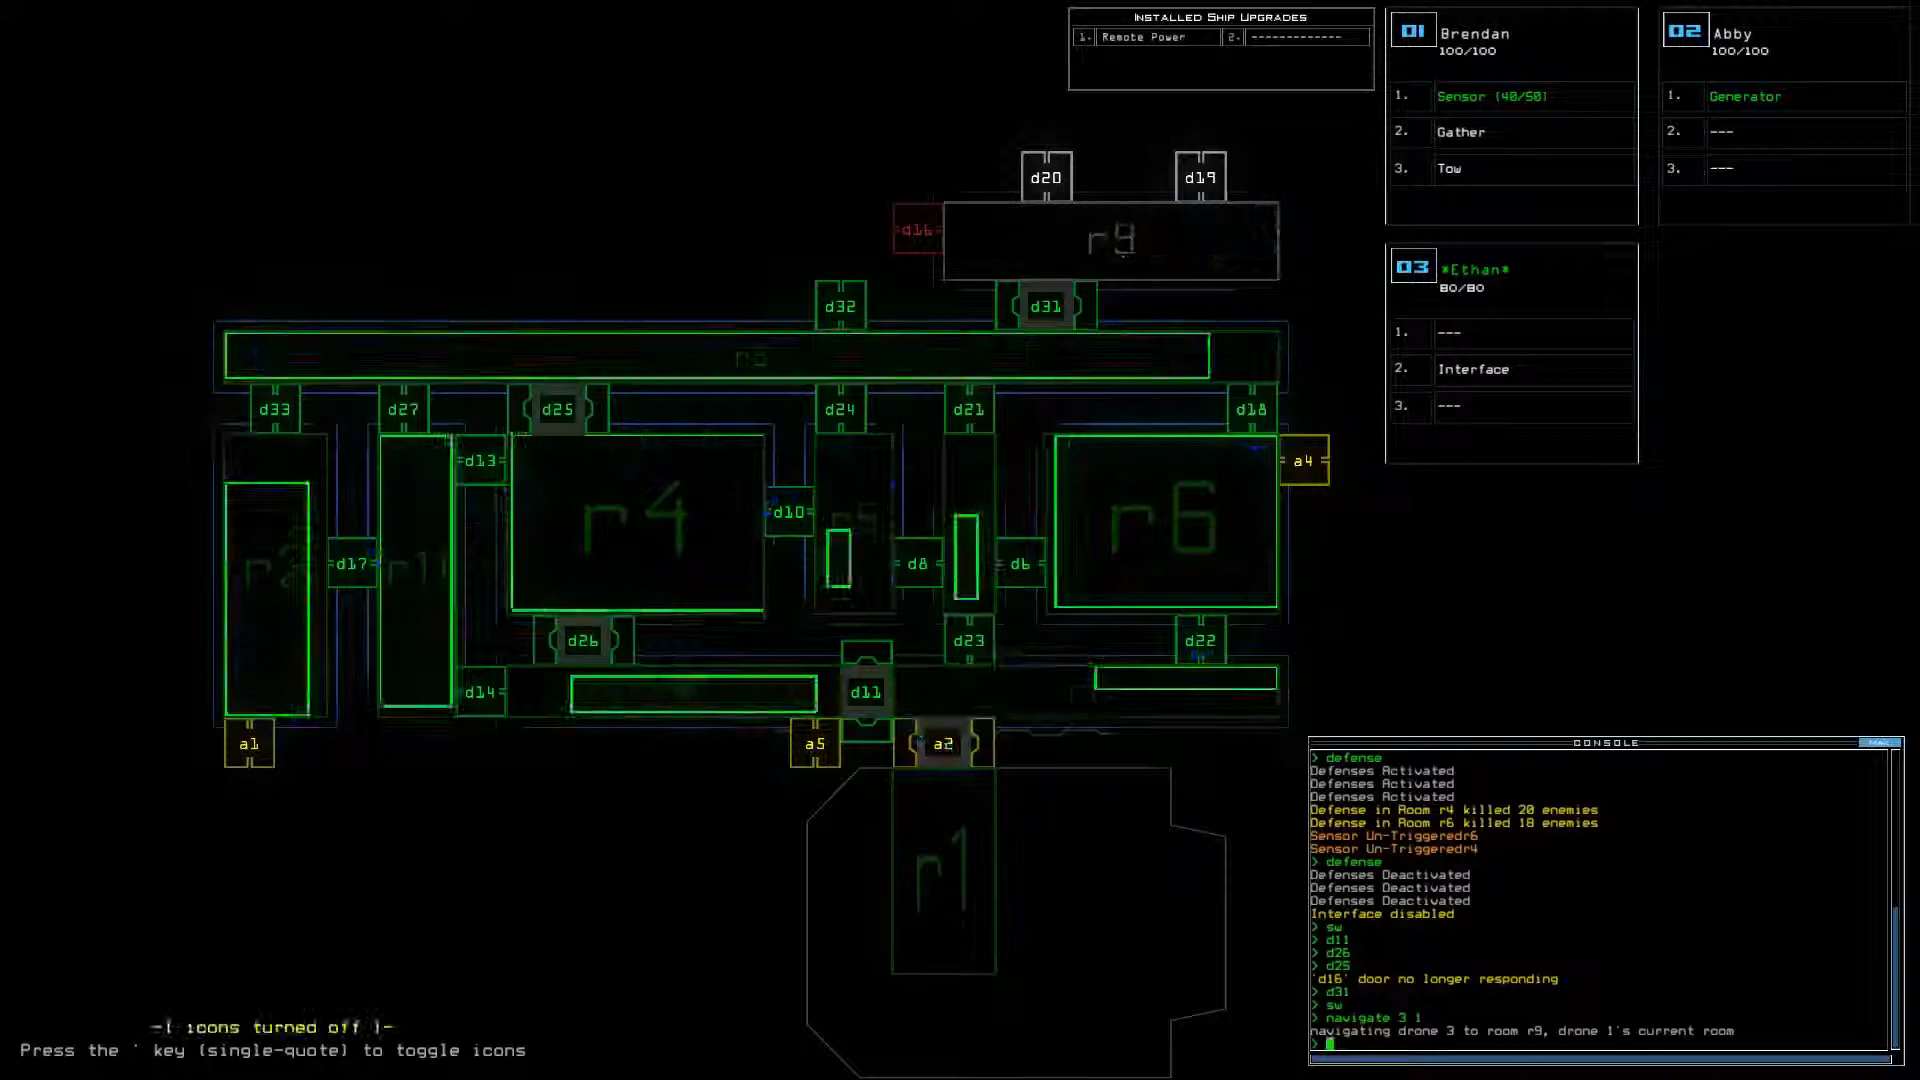 INSTALLED SHIP UPGRADES
1. Remote Power 2. --------------
01 Brendan
100/100
1. Sensor (40/50)
2. Gather
3. Tow
02 Abby
100/100
1. Generator
2. ---
3. ---
03 *Ethan*
80/80
1. ---
2. Interface
3. ---
d20 d19
d16 r9
d32 d31
d33 d27 d25 d24 d21 d18
d13 a4
r4 d10 r6
d17 d8 d6
d26 d23 d22
d14 d11
a1 a5 a2
r1
CONSOLE
> defense
Defenses Activated
Defenses Activated
Defenses Activated
Defense in Room r4 killed 20 enemies
Defense in Room r6 killed 18 enemies
Sensor Un-Triggeredr6
Sensor Un-Triggeredr4
> defense
Defenses Deactivated
Defenses Deactivated
Defenses Deactivated
Interface disabled
> sw
> d11
> d26
> d25
'd16' door no longer responding
> d31
> sw
> navigate 3 1
navigating drone 3 to room r9, drone 1's current room
>
-( icons turned off )-
Press the ' key (single-quote) to toggle icons